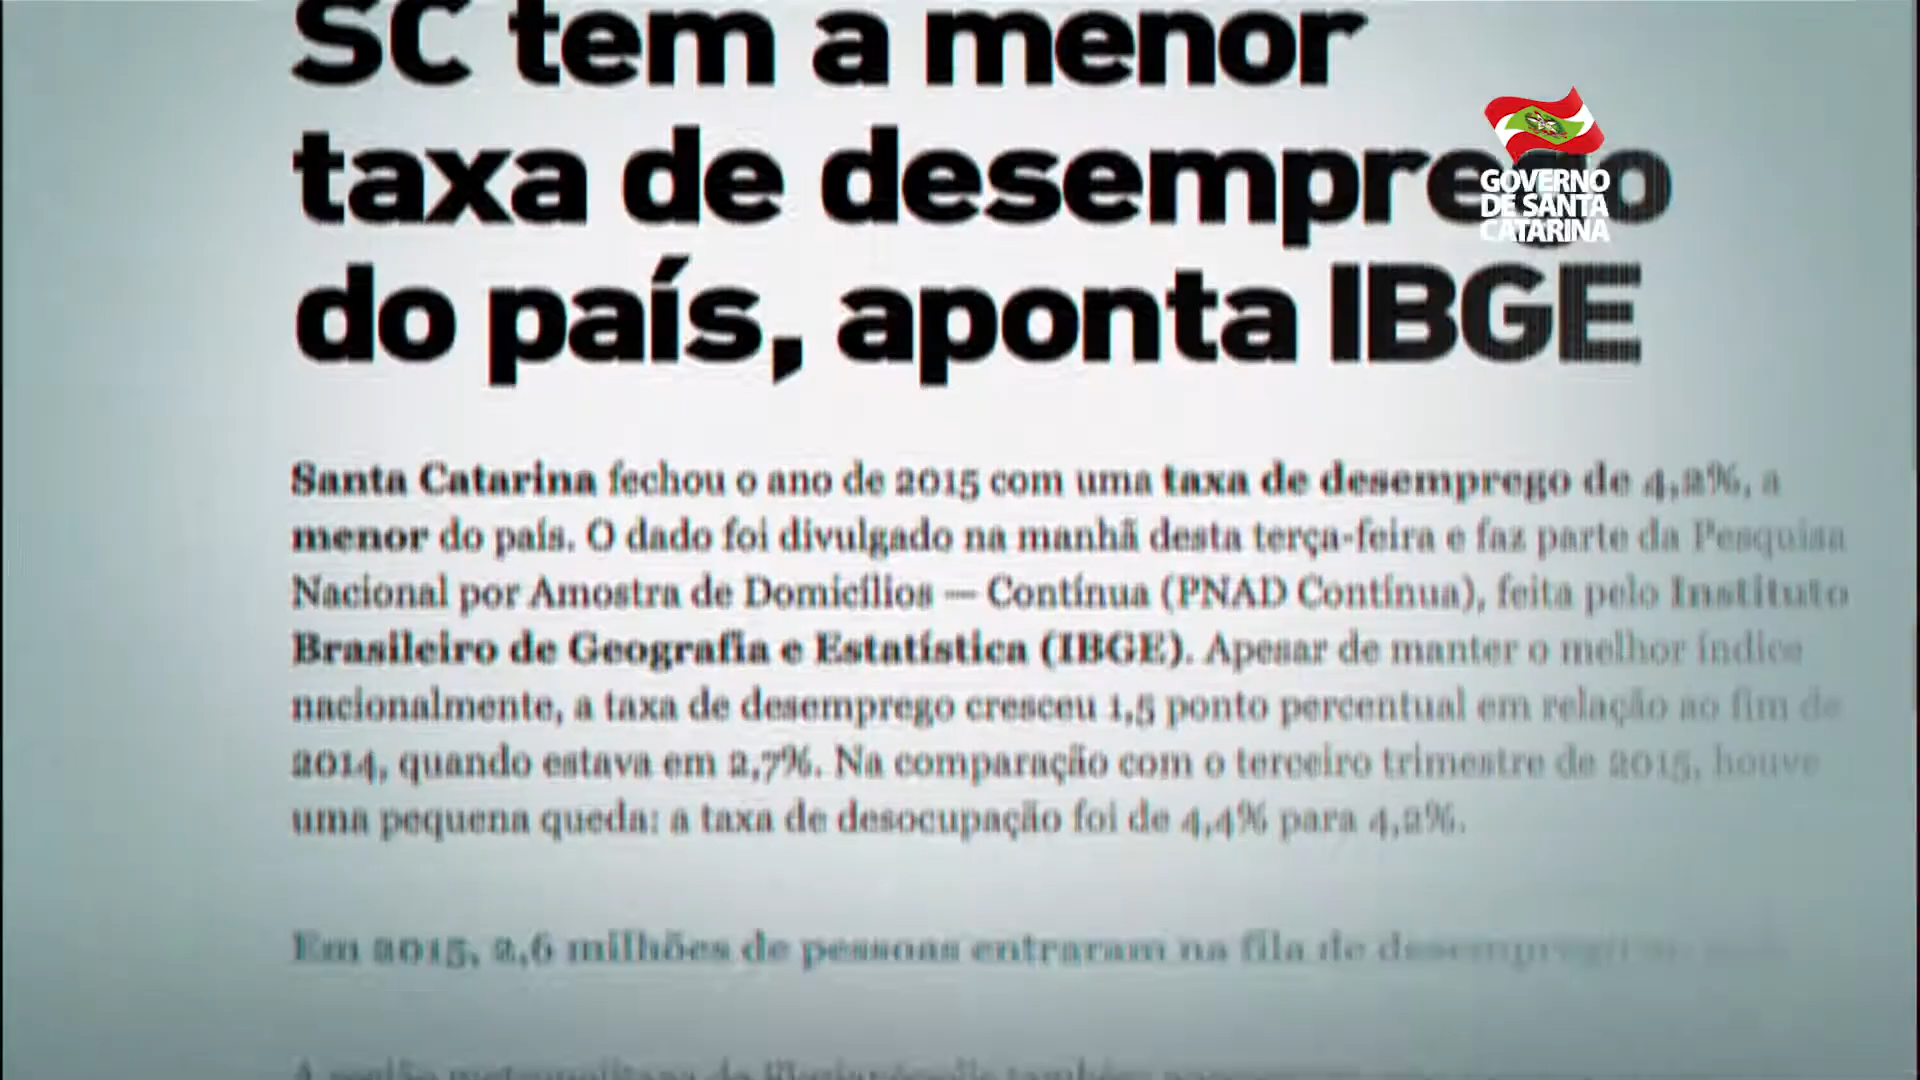 SC tem a menor
taxa de desemprego
do país, aponta IBGE
GOVERNO
DE SANTA
CATARINA
Santa Catarina fechou o ano de 2015 com uma taxa de desemprego de 4,2%, a
menor do país. O dado foi divulgado na manhã desta terça-feira e faz parte da Pesquisa
Nacional por Amostra de Domicílios — Contínua (PNAD Contínua), feita pelo Instituto
Brasileiro de Geografia e Estatística (IBGE). Apesar de manter o melhor índice
nacionalmente, a taxa de desemprego cresceu 1,5 ponto percentual em relação ao fim de
2014, quando estava em 2,7%. Na comparação com o terceiro trimestre de 2015, houve
uma pequena queda: a taxa de desocupação foi de 4,4% para 4,2%.
Em 2015, 2,6 milhões de pessoas entraram na fila de desemprego
A região metropolitana de Florianópolis também